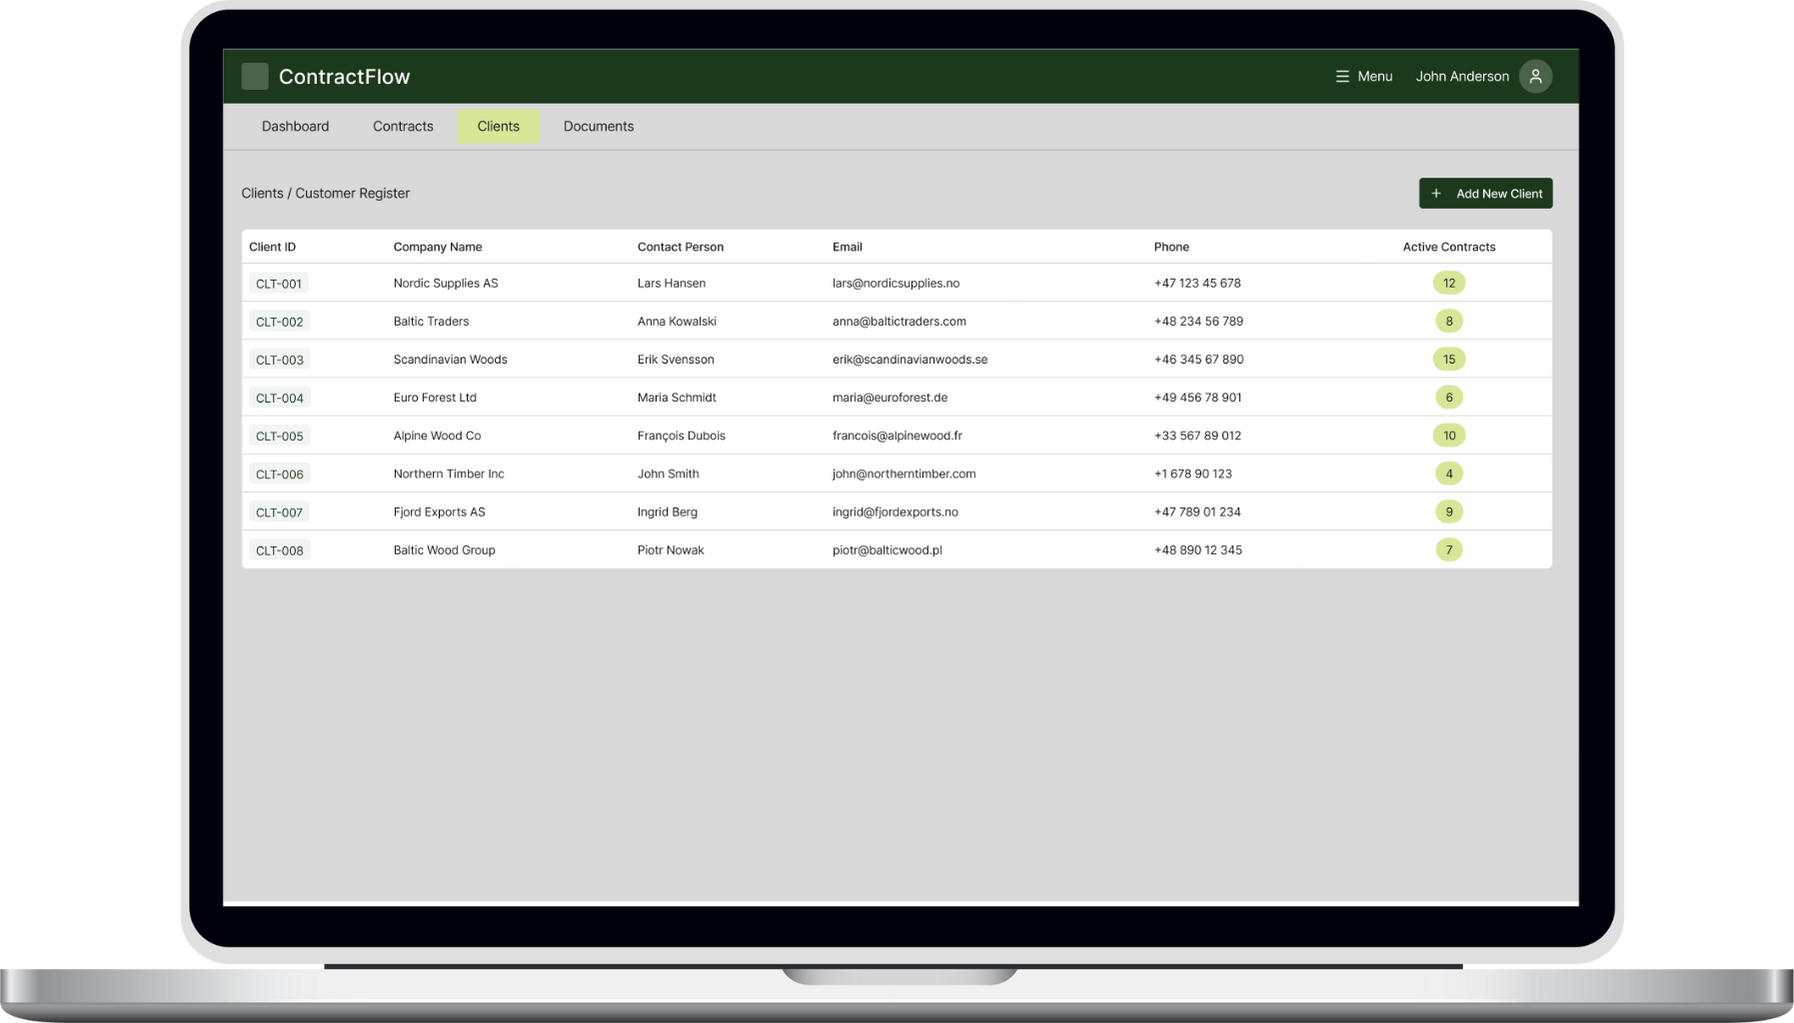 ContractFlow Menu John Anderson
Dashboard Contracts Clients Documents
Clients / Customer Register + Add New Client
Client ID Company Name Contact Person Email Phone Active Contracts
CLT-001 Nordic Supplies AS Lars Hansen lars@nordicsupplies.no +47 123 45 678 12
CLT-002 Baltic Traders Anna Kowalski anna@baltictraders.com +48 234 56 789 8
CLT-003 Scandinavian Woods Erik Svensson erik@scandinavianwoods.se +46 345 67 890 15
CLT-004 Euro Forest Ltd Maria Schmidt maria@euroforest.de +49 456 78 901 6
CLT-005 Alpine Wood Co François Dubois francois@alpinewood.fr +33 567 89 012 10
CLT-006 Northern Timber Inc John Smith john@northerntimber.com +1 678 90 123 4
CLT-007 Fjord Exports AS Ingrid Berg ingrid@fjordexports.no +47 789 01 234 9
CLT-008 Baltic Wood Group Piotr Nowak piotr@balticwood.pl +48 890 12 345 7